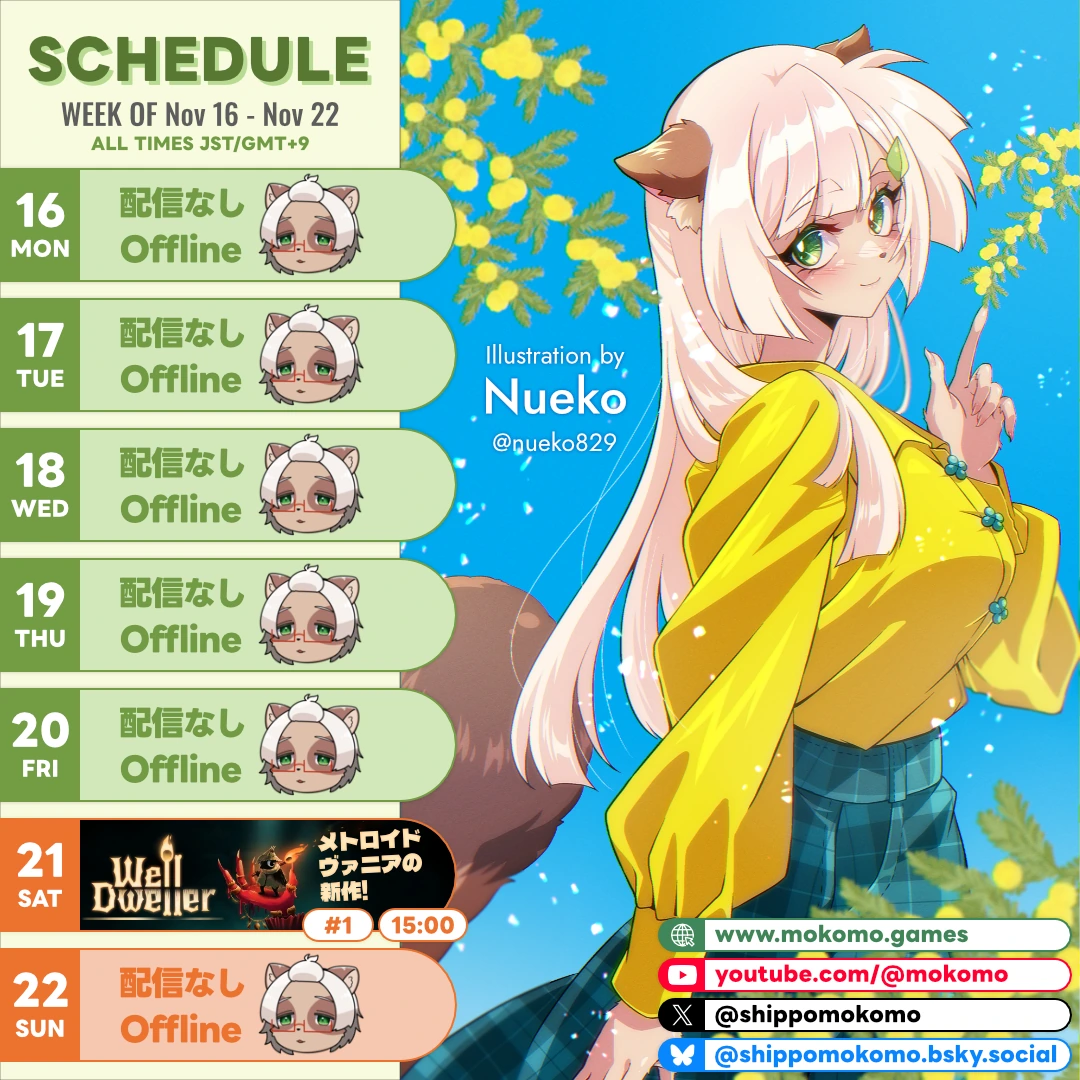 SCHEDULE
WEEK OF Nov 16 - Nov 22
ALL TIMES JST/GMT+9
16
MON
配信なし
Offline
17
TUE
配信なし
Offline
18
WED
配信なし
Offline
19
THU
配信なし
Offline
20
FRI
配信なし
Offline
21
SAT
Well
Dweller
メトロイド
ヴァニアの
新作!
#1
15:00
22
SUN
配信なし
Offline
Illustration by
Nueko
@nueko829
www.mokomo.games
youtube.com/@mokomo
@shippomokomo
@shippomokomo.bsky.social